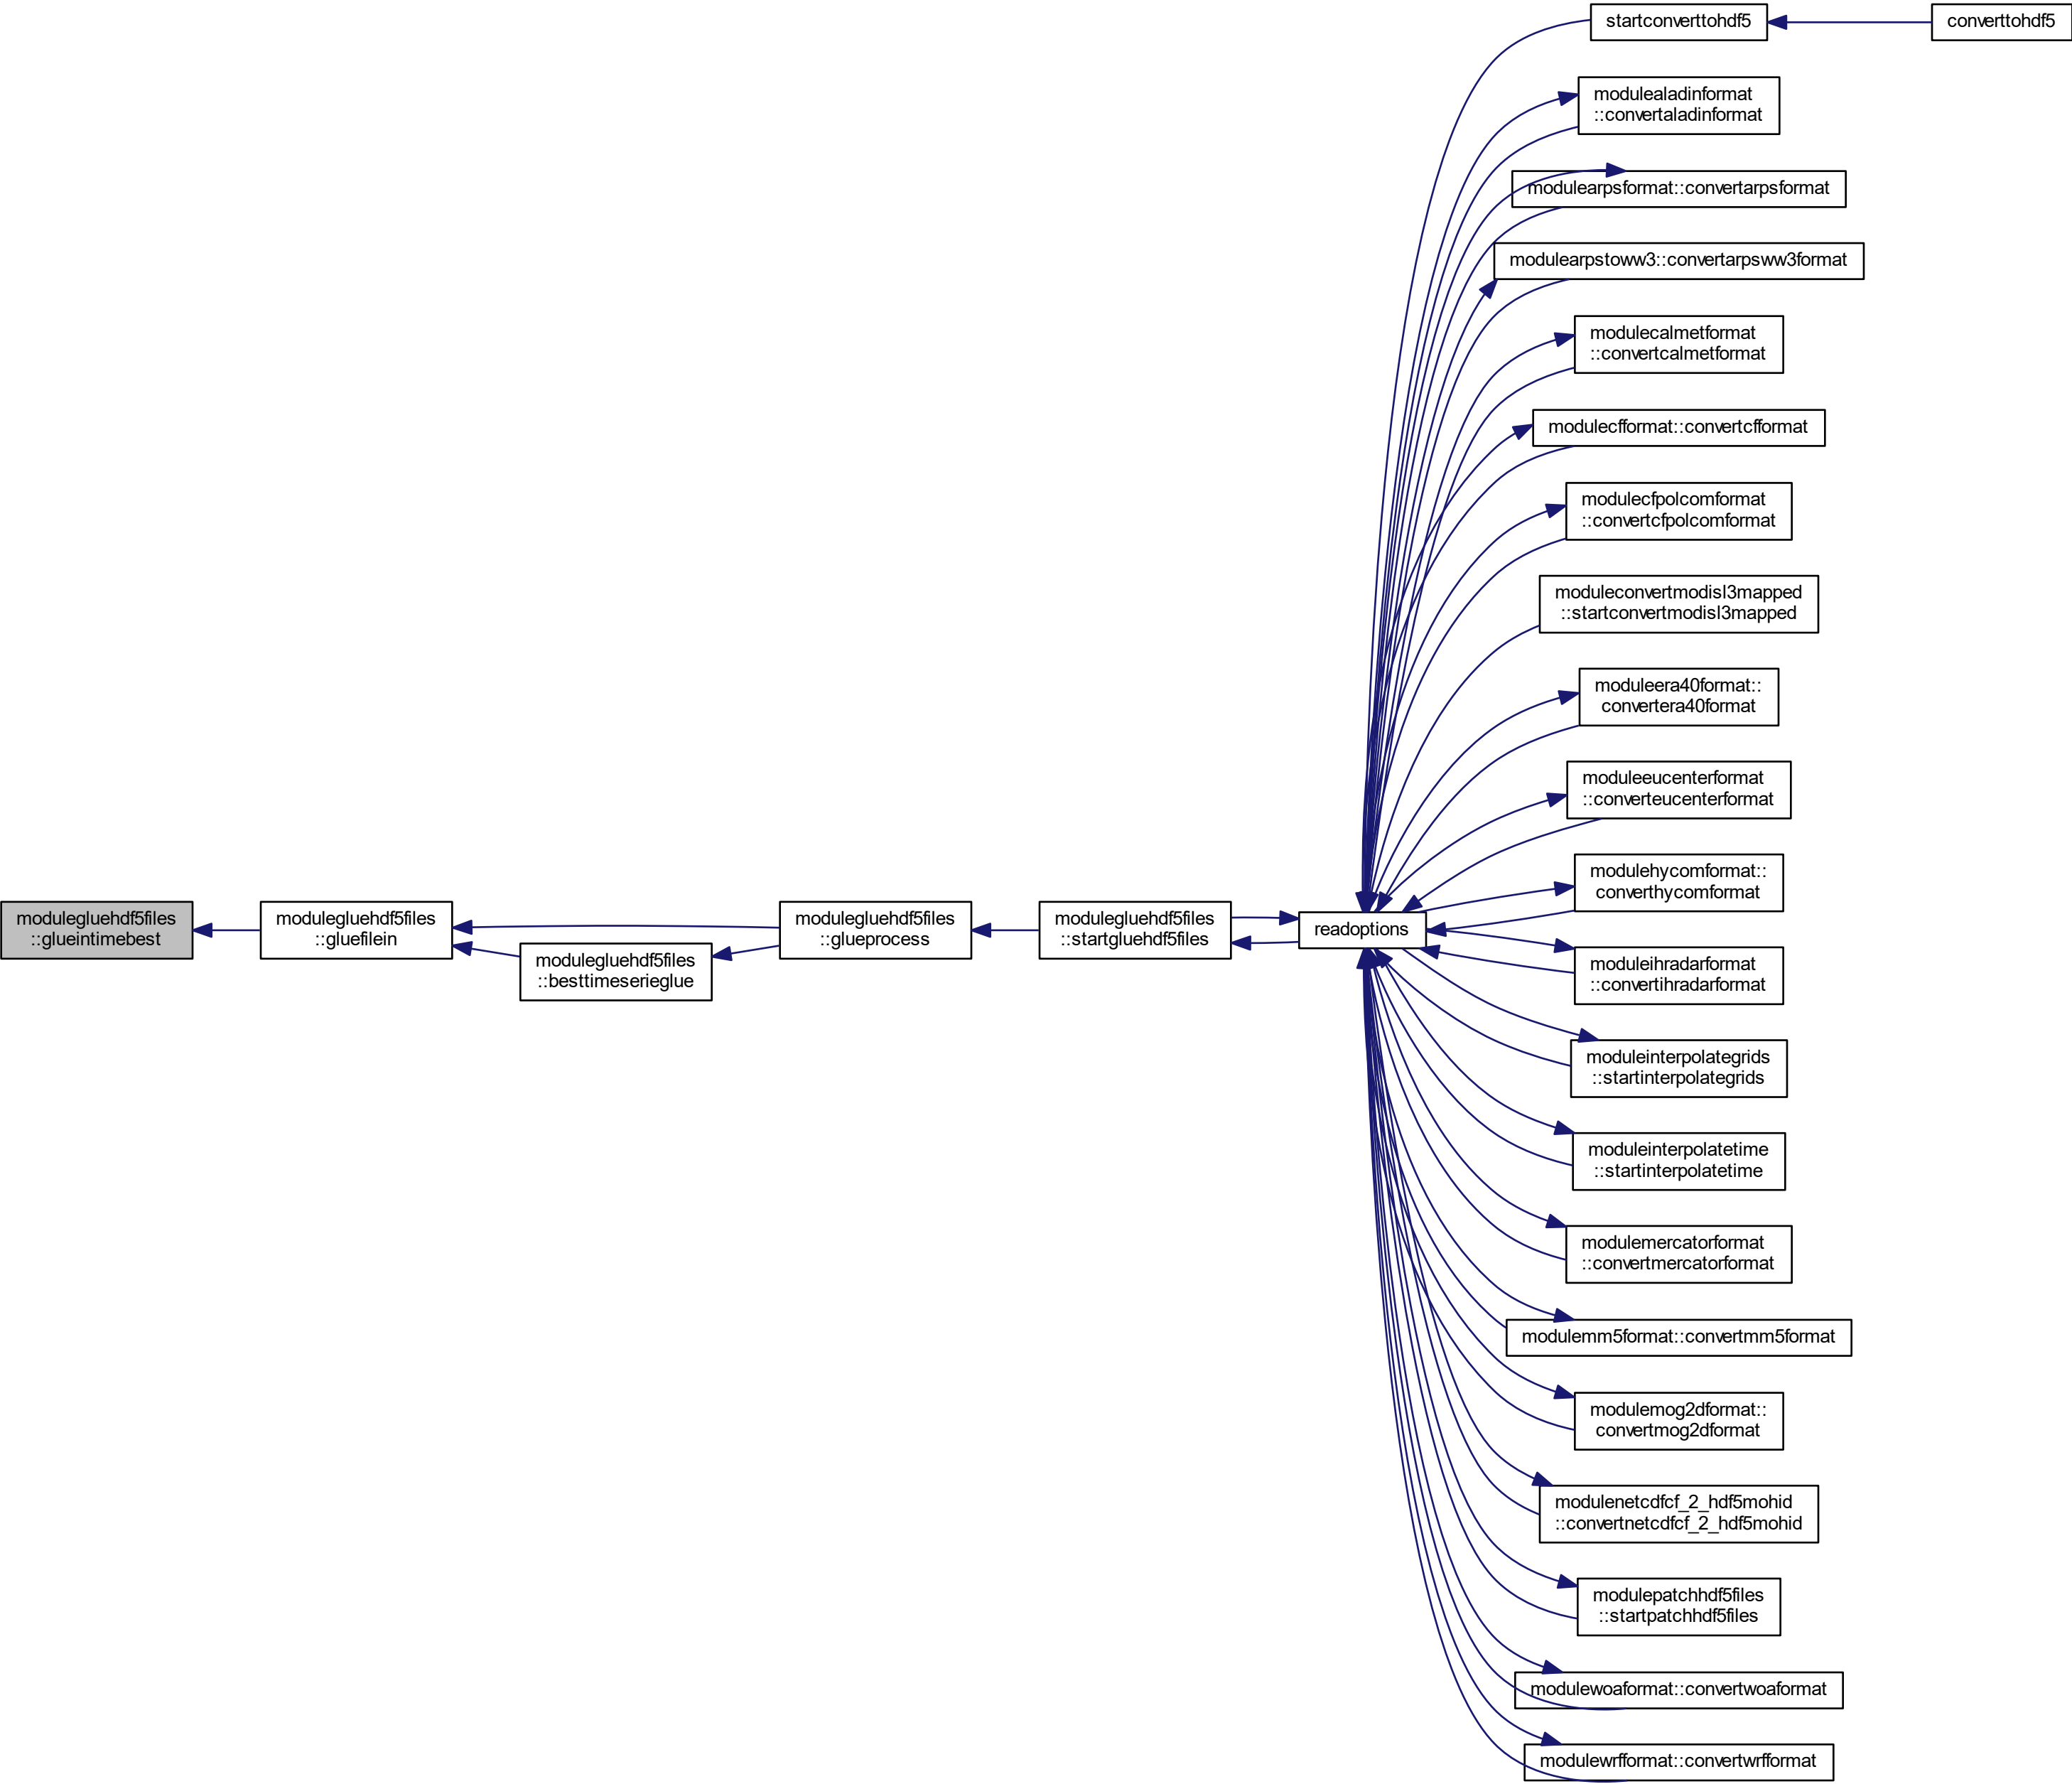 startconverttohdf5
converttohdf5
modulealadinformat
::convertaladinformat
modulearpsformat::convertarpsformat
modulearpstoww3::convertarpsww3format
modulecalmetformat
::convertcalmetformat
modulecfformat::convertcfformat
modulecfpolcomformat
::convertcfpolcomformat
moduleconvertmodisl3mapped
::startconvertmodisl3mapped
moduleera40format::
convertera40format
moduleeucenterformat
::converteucenterformat
modulehycomformat::
converthycomformat
modulegluehdf5files
::glueintimebest
modulegluehdf5files
::gluefilein
modulegluehdf5files
::besttimeserieglue
modulegluehdf5files
::glueprocess
modulegluehdf5files
::startgluehdf5files
readoptions
moduleihradarformat
::convertihradarformat
moduleinterpolategrids
::startinterpolategrids
moduleinterpolatetime
::startinterpolatetime
modulemercatorformat
::convertmercatorformat
modulemm5format::convertmm5format
modulemog2dformat::
convertmog2dformat
modulenetcdfcf_2_hdf5mohid
::convertnetcdfcf_2_hdf5mohid
modulepatchhdf5files
::startpatchhdf5files
modulewoaformat::convertwoaformat
modulewrfformat::convertwrfformat